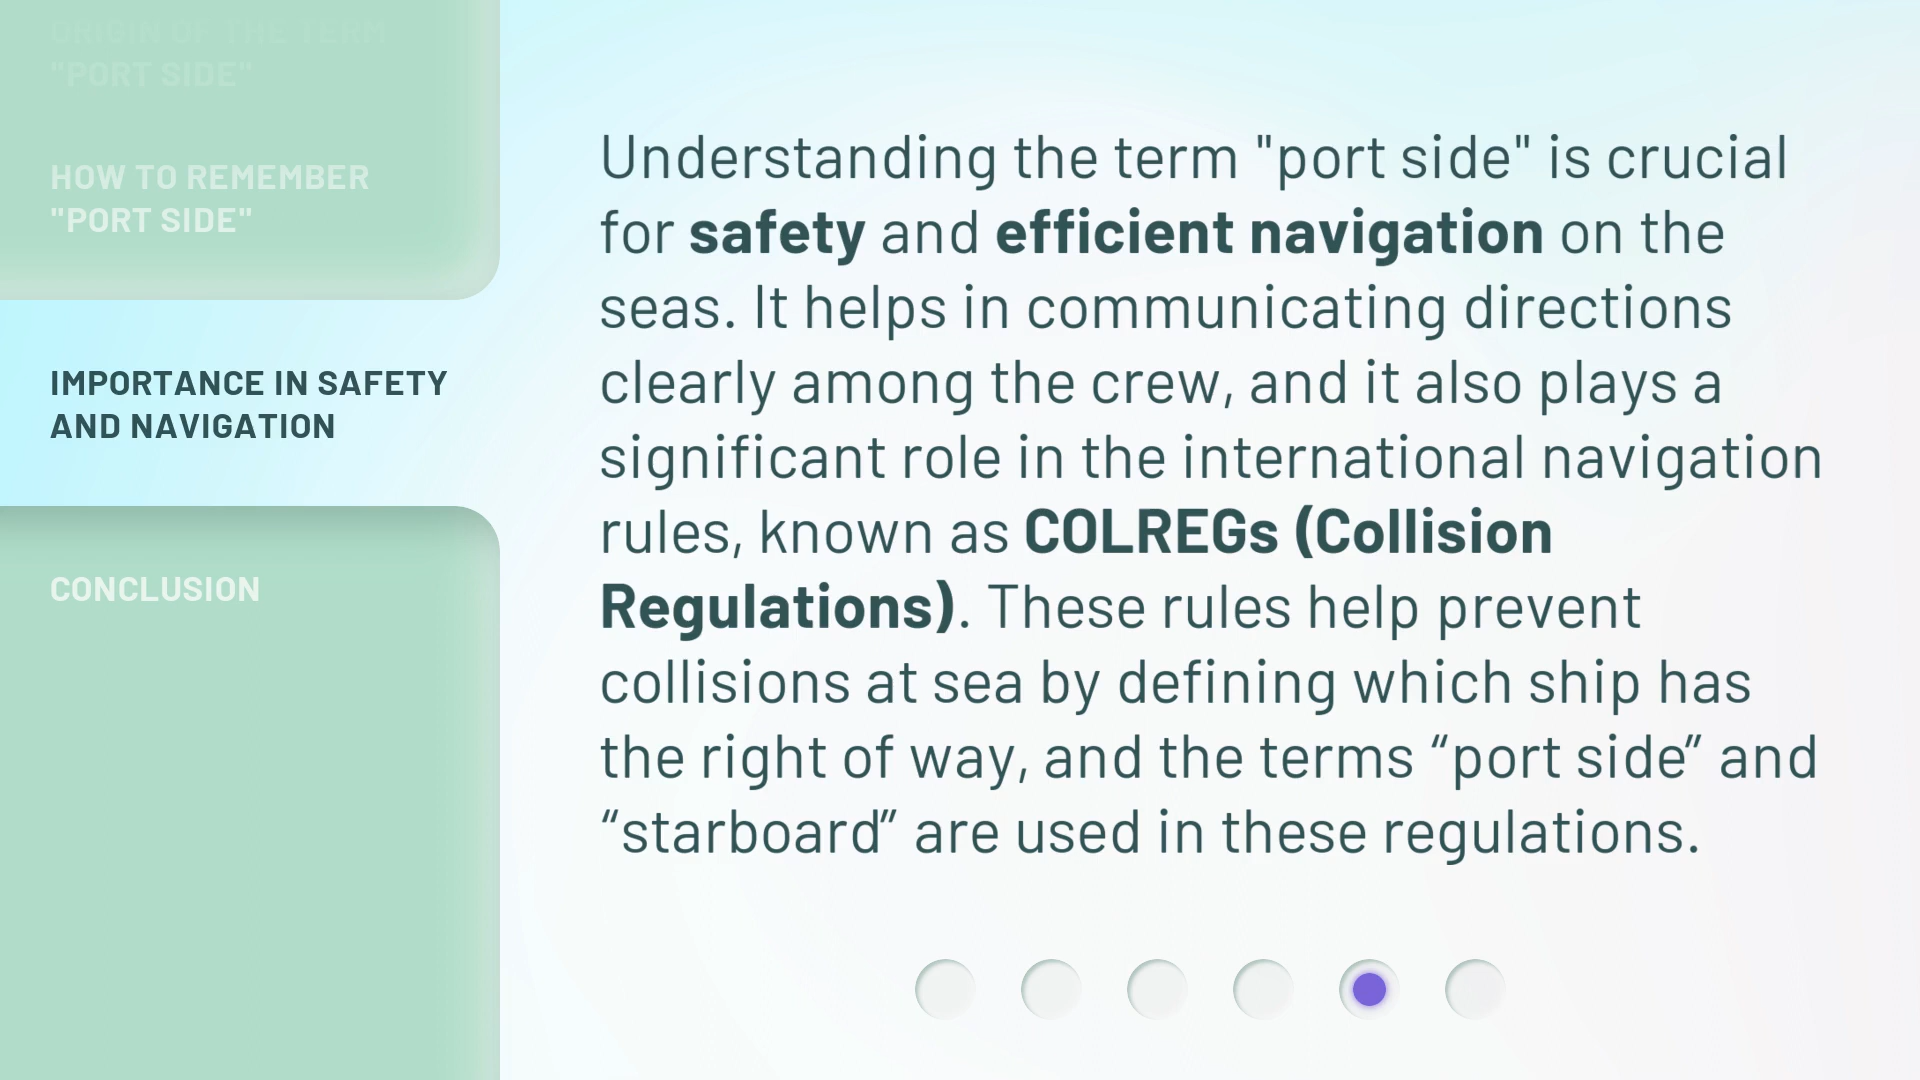 ORIGIN OF THE TERM
"PORT SIDE"
HOW TO REMEMBER
"PORT SIDE"
IMPORTANCE IN SAFETY
AND NAVIGATION
CONCLUSION
Understanding the term "port side" is crucial
for safety and efficient navigation on the
seas. It helps in communicating directions
clearly among the crew, and it also plays a
significant role in the international navigation
rules, known as COLREGs (Collision
Regulations). These rules help prevent
collisions at sea by defining which ship has
the right of way, and the terms “port side” and
“starboard” are used in these regulations.